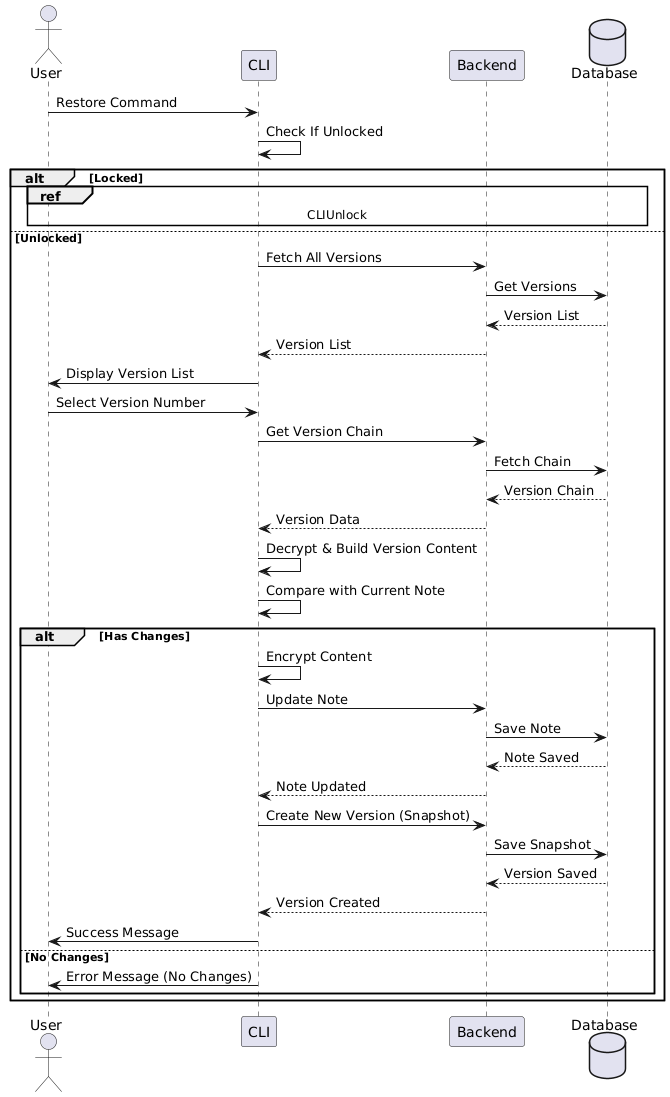 User
CLI
Backend
Database
Restore Command
Check If Unlocked
alt [Locked]
ref
CLIUnlock
[Unlocked]
Fetch All Versions
Get Versions
Version List
Version List
Display Version List
Select Version Number
Get Version Chain
Fetch Chain
Version Chain
Version Data
Decrypt & Build Version Content
Compare with Current Note
alt [Has Changes]
Encrypt Content
Update Note
Save Note
Note Saved
Note Updated
Create New Version (Snapshot)
Save Snapshot
Version Saved
Version Created
Success Message
[No Changes]
Error Message (No Changes)
User
CLI
Backend
Database